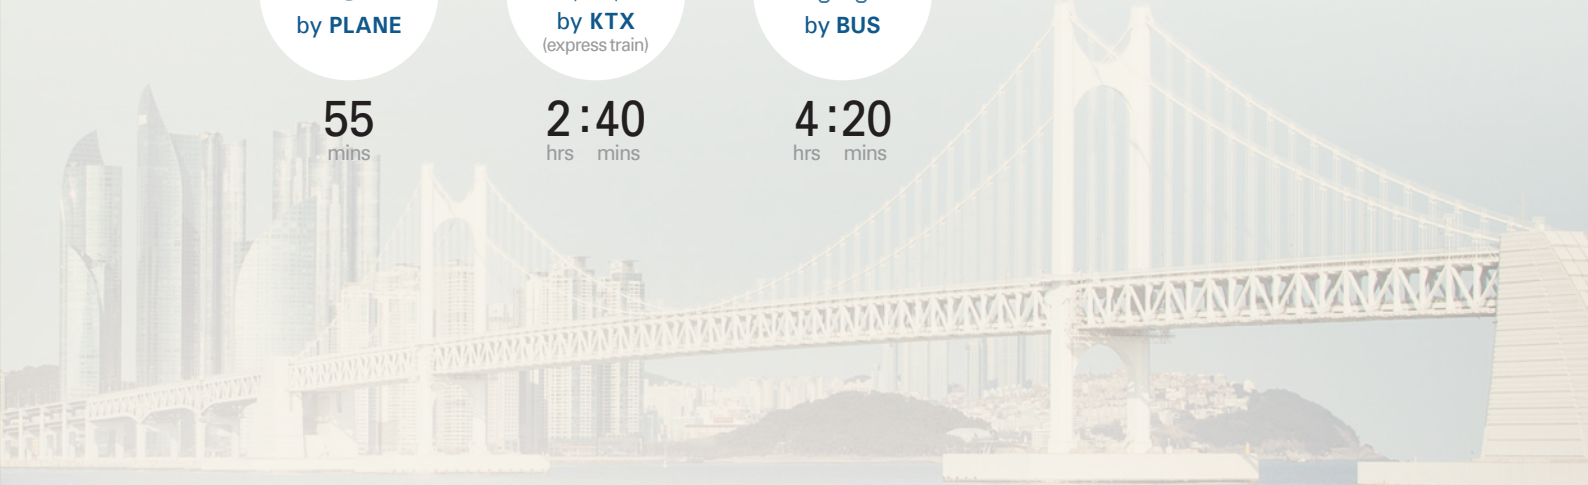 by PLANE
by KTX
(express train)
by BUS
55
mins
2 : 40
hrs mins
4 : 20
hrs mins